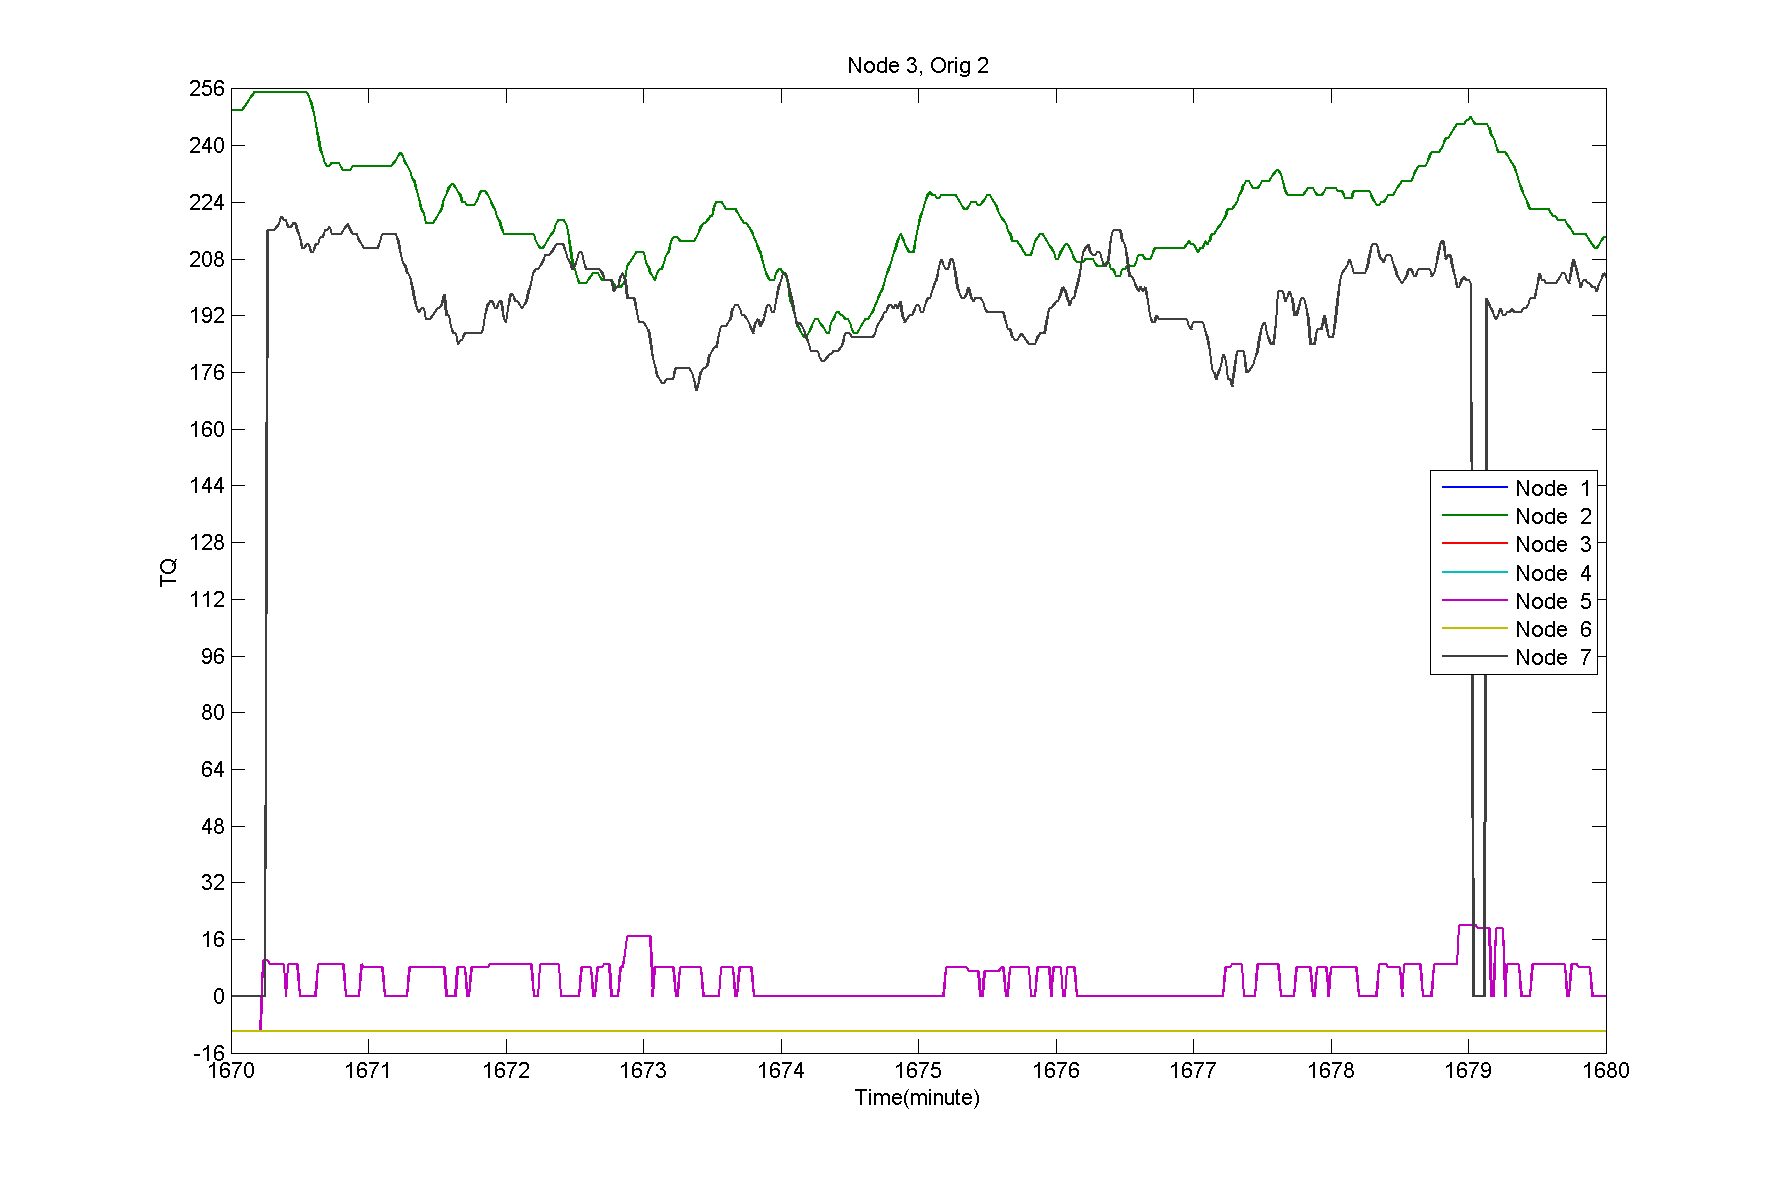 Node 3, Orig 2
256
240
224
208
192
176
160
144
128
112
96
80
64
48
32
16
0
-16
TQ
Node 1
Node 2
Node 3
Node 4
Node 5
Node 6
Node 7
1670 1671 1672 1673 1674 1675 1676 1677 1678 1679 1680
Time(minute)